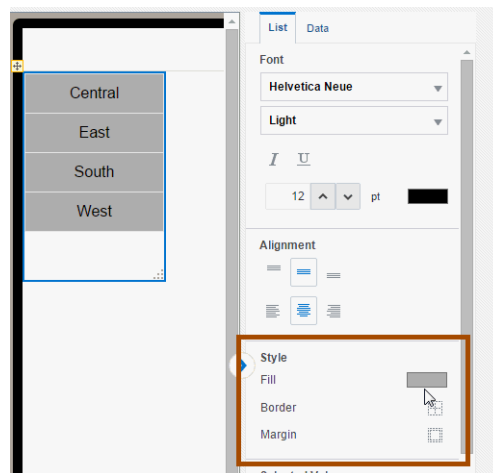 List Data
Font
Central
Helvetica Neue
East
Light
South
I U
West
12 pt
Alignment
Style
Fill
Border
Margin